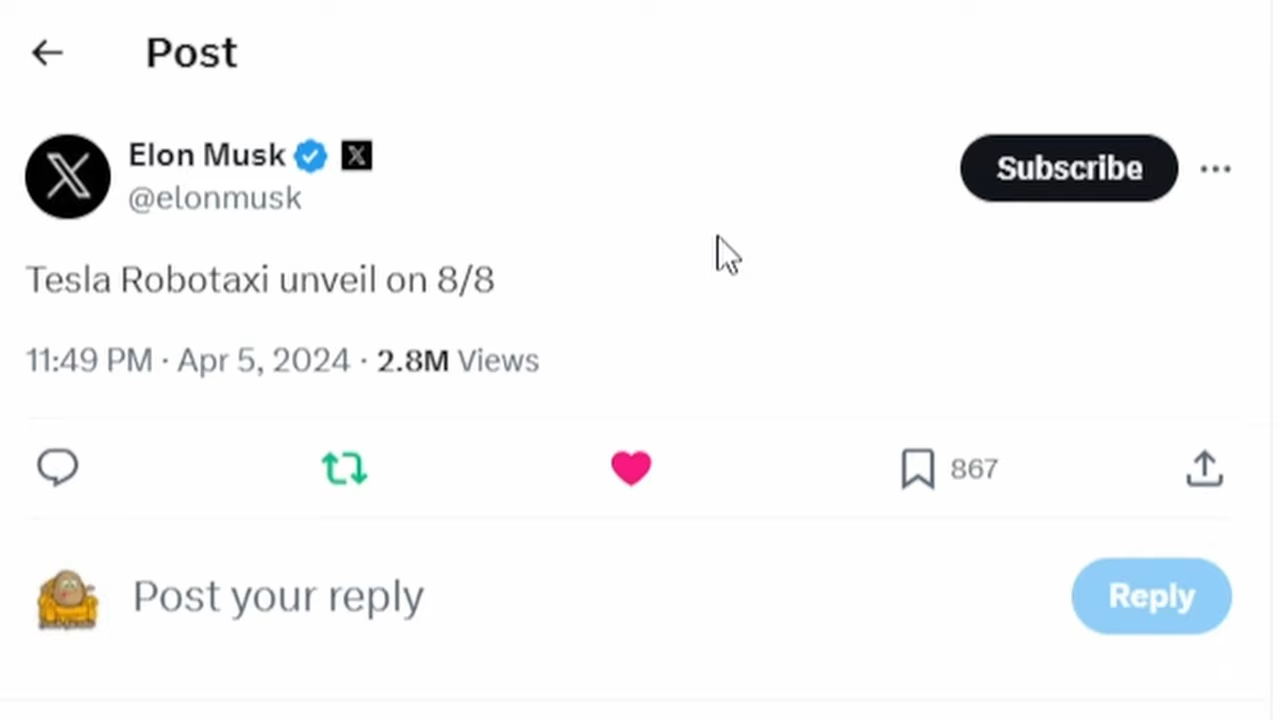 Post
Elon Musk
@elonmusk
Subscribe
Tesla Robotaxi unveil on 8/8
11:49 PM · Apr 5, 2024 · 2.8M Views
867
Post your reply
Reply